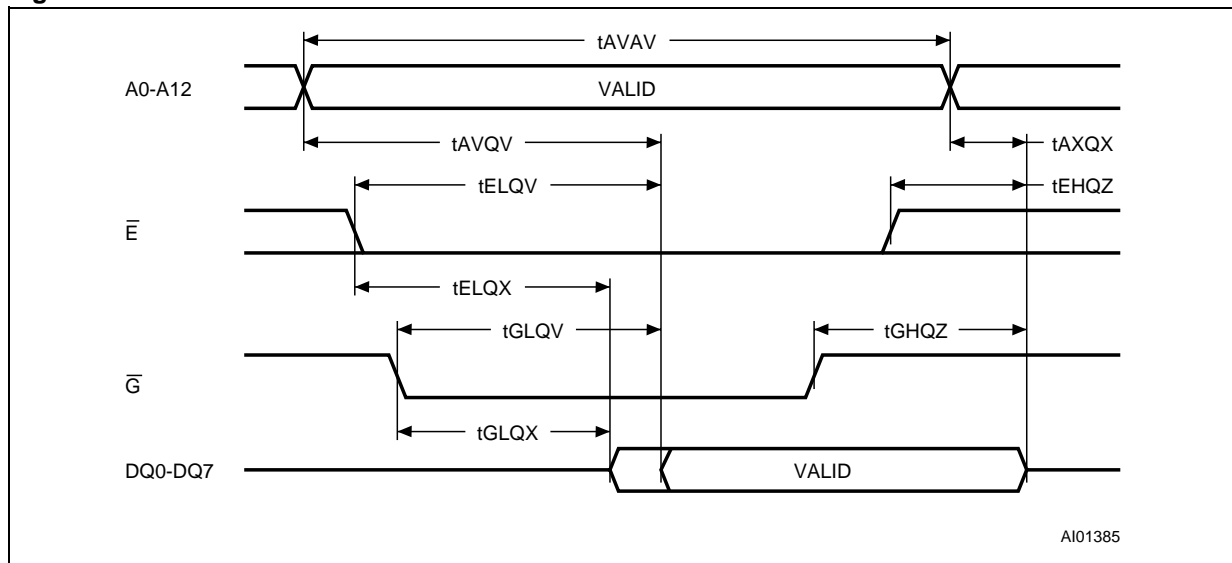 tAVAV
A0-A12
VALID
tAVQV
tAXQX
tELQV
tEHQZ
E̅
tELQX
tGLQV
tGHQZ
G̅
tGLQX
DQ0-DQ7
VALID
AI01385